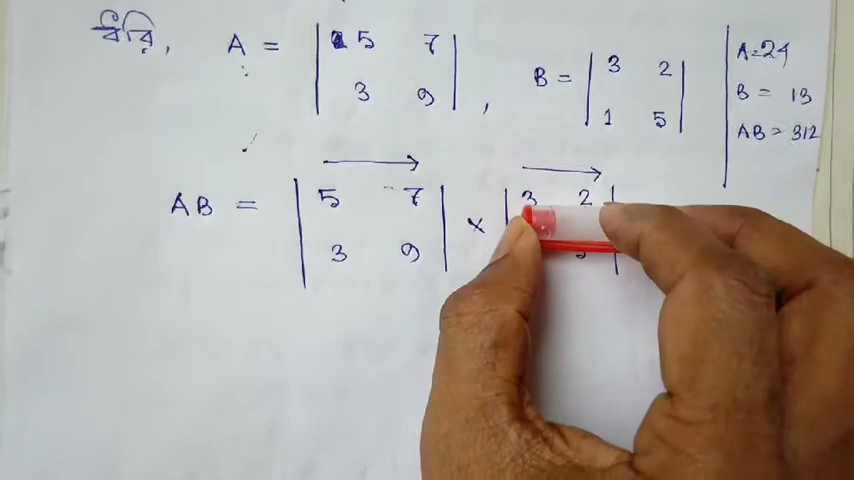 ধরি, A = | 5 7 | , B = | 3 2 | | A = 24
| 3 9 | | 1 5 | | B = 13
| AB = 312
AB = | 5 7 | × | 3 2 |
| 3 9 |